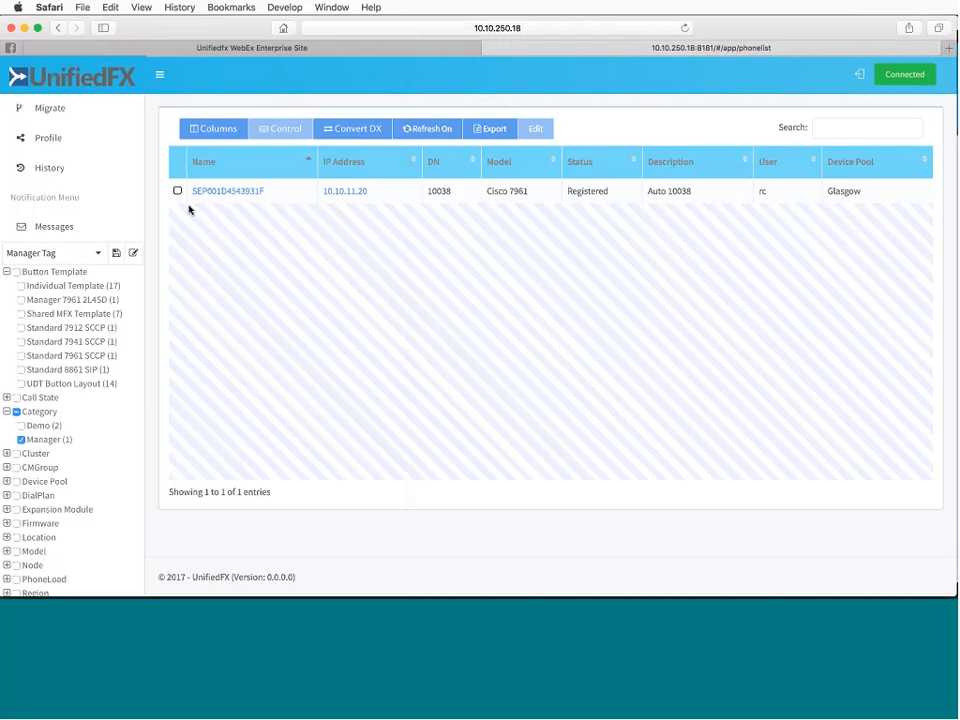 Safari File Edit View History Bookmarks Develop Window Help
10.10.250.18
Unifiedfx WebEx Enterprise Site
10.10.250.18:8181/#/app/phonelist
UnifiedFX
Connected
Migrate
Profile
History
Notification Menu
Messages
Manager Tag
Button Template
Individual Template (17)
Manager 7961 2L4SD (1)
Shared MFX Template (7)
Standard 7912 SCCP (1)
Standard 7941 SCCP (1)
Standard 7961 SCCP (1)
Standard 8861 SIP (1)
UDT Button Layout (14)
Call State
Category
Demo (2)
Manager (1)
Cluster
CMGroup
Device Pool
DialPlan
Expansion Module
Firmware
Location
Model
Node
PhoneLoad
Region
Columns Control Convert DX Refresh On Export Edit
Search:
Name IP Address DN Model Status Description User Device Pool
SEP001D4543931F 10.10.11.20 10038 Cisco 7961 Registered Auto 10038 rc Glasgow
Showing 1 to 1 of 1 entries
© 2017 - UnifiedFX (Version: 0.0.0.0)